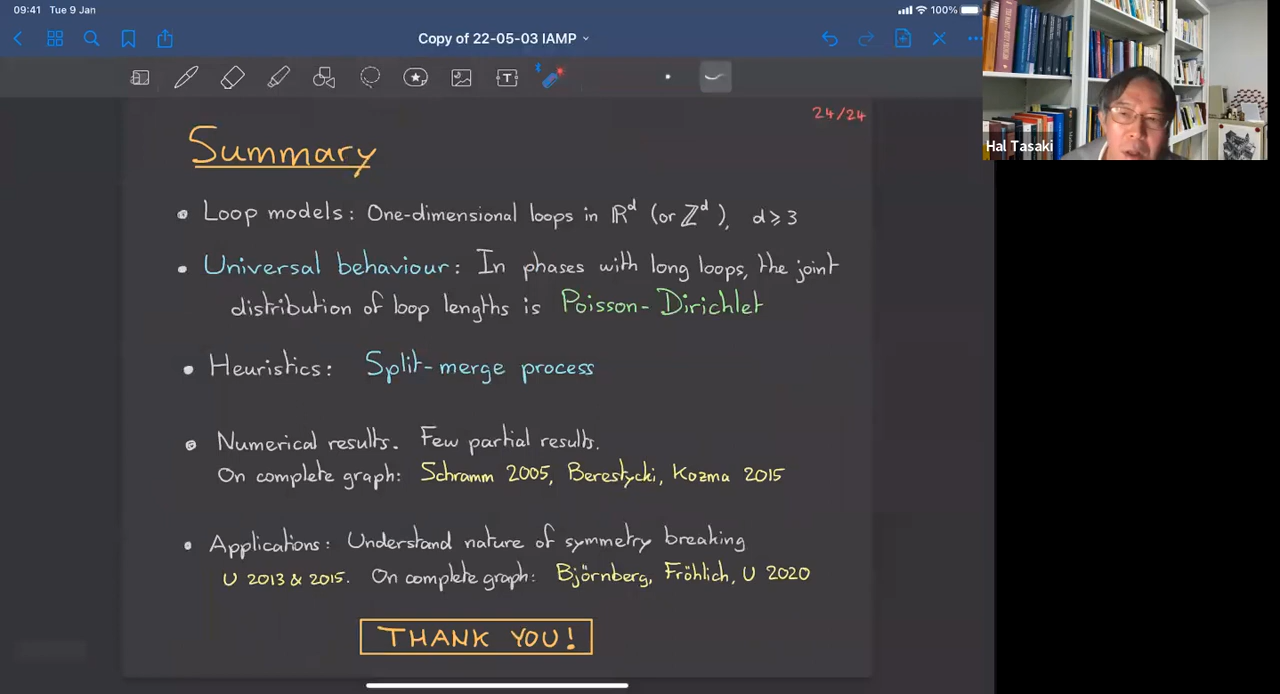 09:41 Tue 9 Jan
100%
Copy of 22-05-03 IAMP
Hal Tasaki
24/24
Summary
• Loop models: One-dimensional loops in ℝᵈ (or ℤᵈ), d ⩾ 3
• Universal behaviour: In phases with long loops, the joint
distribution of loop lengths is Poisson-Dirichlet
• Heuristics: Split-merge process
• Numerical results. Few partial results.
On complete graph: Schramm 2005, Berestycki, Kozma 2015
• Applications: Understand nature of symmetry breaking
U 2013 & 2015. On complete graph: Björnberg, Fröhlich, U 2020
THANK YOU!